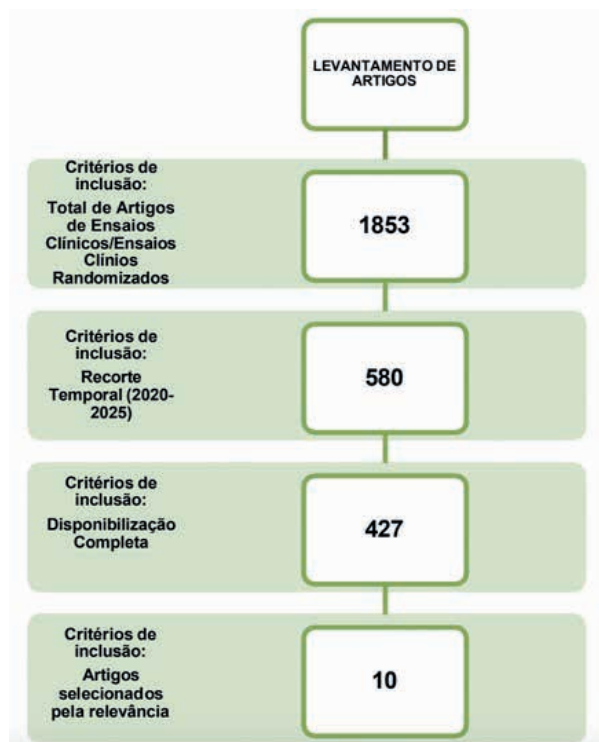 LEVANTAMENTO DE
ARTIGOS
Critérios de
inclusão:
Total de Artigos
de Ensaios
Clínicos/Ensaios
Clínios
Randomizados
1853
Critérios de
inclusão:
Recorte
Temporal (2020-
2025)
580
Critérios de
inclusão:
Disponibilização
Completa
427
Critérios de
inclusão:
Artigos
selecionados
pela relevância
10